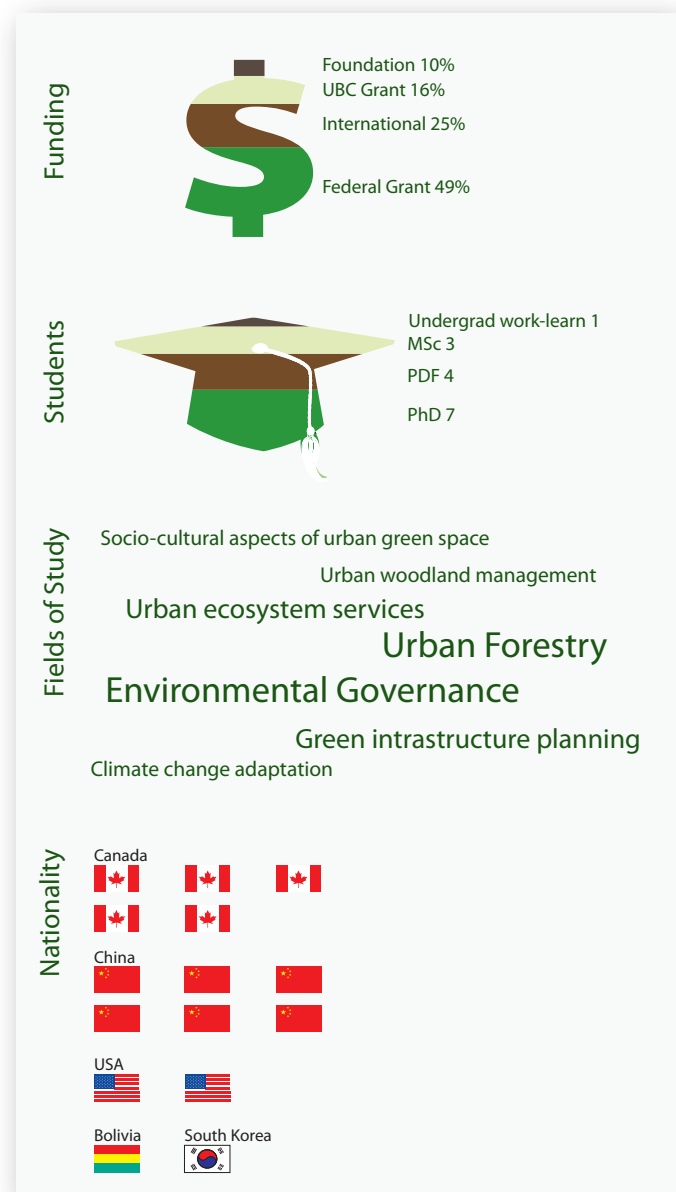 Funding
Foundation 10%
UBC Grant 16%
International 25%
Federal Grant 49%
Students
Undergrad work-learn 1
MSc 3
PDF 4
PhD 7
Fields of Study
Socio-cultural aspects of urban green space
Urban woodland management
Urban ecosystem services
Urban Forestry
Environmental Governance
Green intrastructure planning
Climate change adaptation
Nationality
Canada
China
USA
Bolivia South Korea